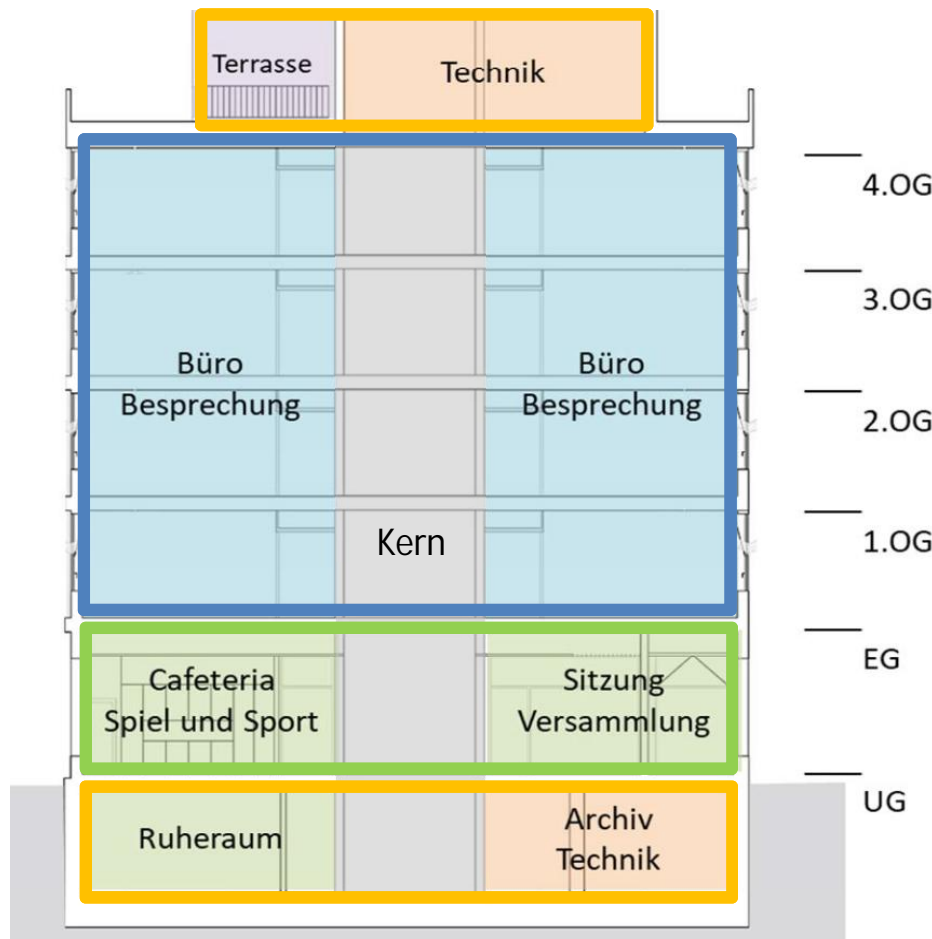 Terrasse
Technik
4.OG
3.OG
Büro
Besprechung
Büro
Besprechung
2.OG
Kern
1.OG
EG
Cafeteria
Spiel und Sport
Sitzung
Versammlung
UG
Ruheraum
Archiv
Technik